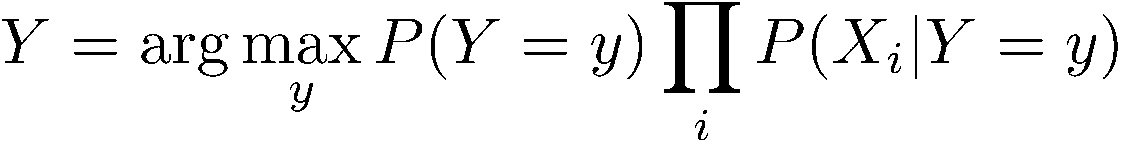 Y = arg max_y P(Y = y) ∏_i P(X_i|Y = y)